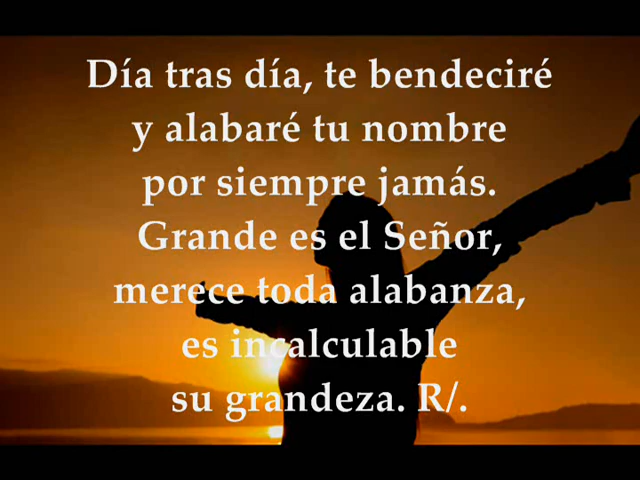 Día tras día, te bendeciré
y alabaré tu nombre
por siempre jamás.
Grande es el Señor,
merece toda alabanza,
es incalculable
su grandeza. R/.